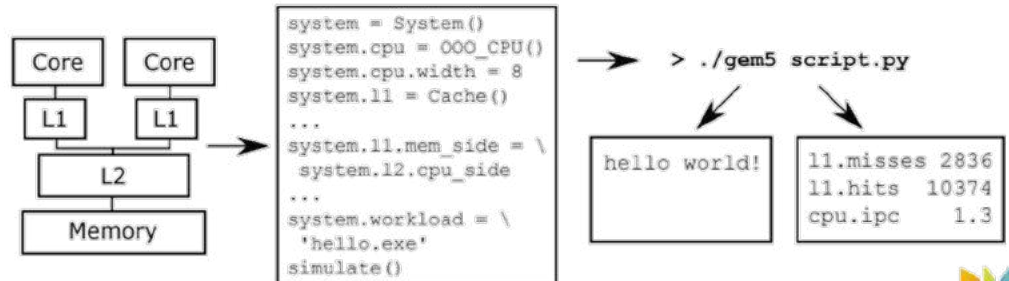 Core
Core
L1
L1
L2
Memory
system = System()
system.cpu = OOO_CPU()
system.cpu.width = 8
system.l1 = Cache()
...
system.l1.mem_side = \
system.l2.cpu_side
...
system.workload = \
'hello.exe'
simulate()
> ./gem5 script.py
hello world!
l1.misses 2836
l1.hits 10374
cpu.ipc 1.3